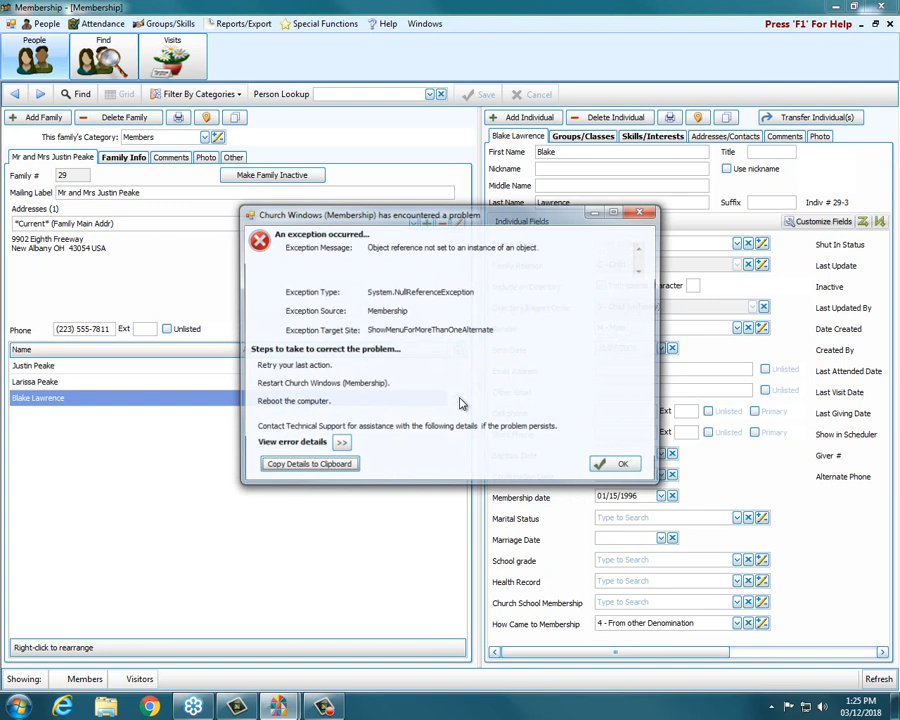 Membership - [Membership]
People Attendance Groups/Skills Reports/Export Special Functions Help Windows Press 'F1' For Help
People Find Visits
Find Grid Filter By Categories Person Lookup Save Cancel
Add Family Delete Family Add Individual Delete Individual Transfer Individual(s)
This family's Category: Members
Blake Lawrence Groups/Classes Skills/Interests Addresses/Contacts Comments Photo
Mr and Mrs Justin Peake Family Info Comments Photo Other
First Name Blake Title
Family # 29 Make Family Inactive
Nickname Use nickname
Middle Name
Mailing Label Mr and Mrs Justin Peake
Last Name Lawrence Suffix Indiv # 29-3
Addresses (1)
*Current* (Family Main Addr)
9902 Eighth Freeway
New Albany OH 43054 USA
Phone (223) 555-7811 Ext Unlisted
Name
Justin Peake
Larissa Peake
Blake Lawrence
Right-click to rearrange
Church Windows (Membership) has encountered a problem
An exception occurred...
Exception Message: Object reference not set to an instance of an object.
Exception Type: System.NullReferenceException
Exception Source: Membership
Exception Target Site: ShowMenuForMoreThanOneAlternate
Steps to take to correct the problem...
Retry your last action.
Restart Church Windows (Membership).
Reboot the computer.
Contact Technical Support for assistance with the following details if the problem persists.
View error details >>
Copy Details to Clipboard OK
Individual Fields Customize Fields
Shut In Status
Last Update
Inactive
Last Updated By
Date Created
Created By
Unlisted Last Attended Date
Unlisted Last Visit Date
Ext Unlisted Primary Last Giving Date
Ext Unlisted Primary Show in Scheduler
Giver #
Alternate Phone
Membership date 01/15/1996
Marital Status Type to Search
Marriage Date
School grade Type to Search
Health Record Type to Search
Church School Membership Type to Search
How Came to Membership 4 - From other Denomination
Showing: Members Visitors Refresh
1:25 PM
03/12/2018